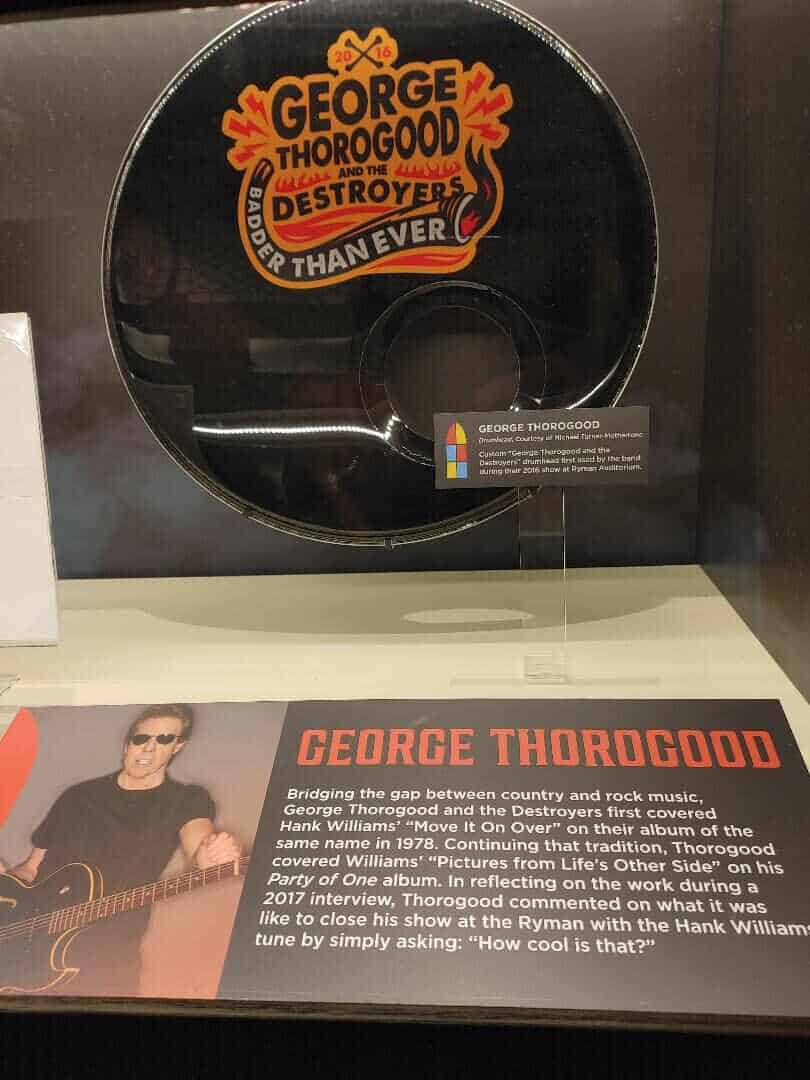 20 16
GEORGE
THOROGOOD
AND THE
DESTROYERS
BADDER THAN EVER
GEORGE THOROGOOD
Drumhead, Courtesy of Michael Turner-Mothertone
Custom "George Thorogood and the
Destroyers" drumhead first used by the band
during their 2016 show at Ryman Auditorium.
GEORGE THOROGOOD
Bridging the gap between country and rock music,
George Thorogood and the Destroyers first covered
Hank Williams' "Move It On Over" on their album of the
same name in 1978. Continuing that tradition, Thorogood
covered Williams' "Pictures from Life's Other Side" on his
Party of One album. In reflecting on the work during a
2017 interview, Thorogood commented on what it was
like to close his show at the Ryman with the Hank Williams
tune by simply asking: "How cool is that?"